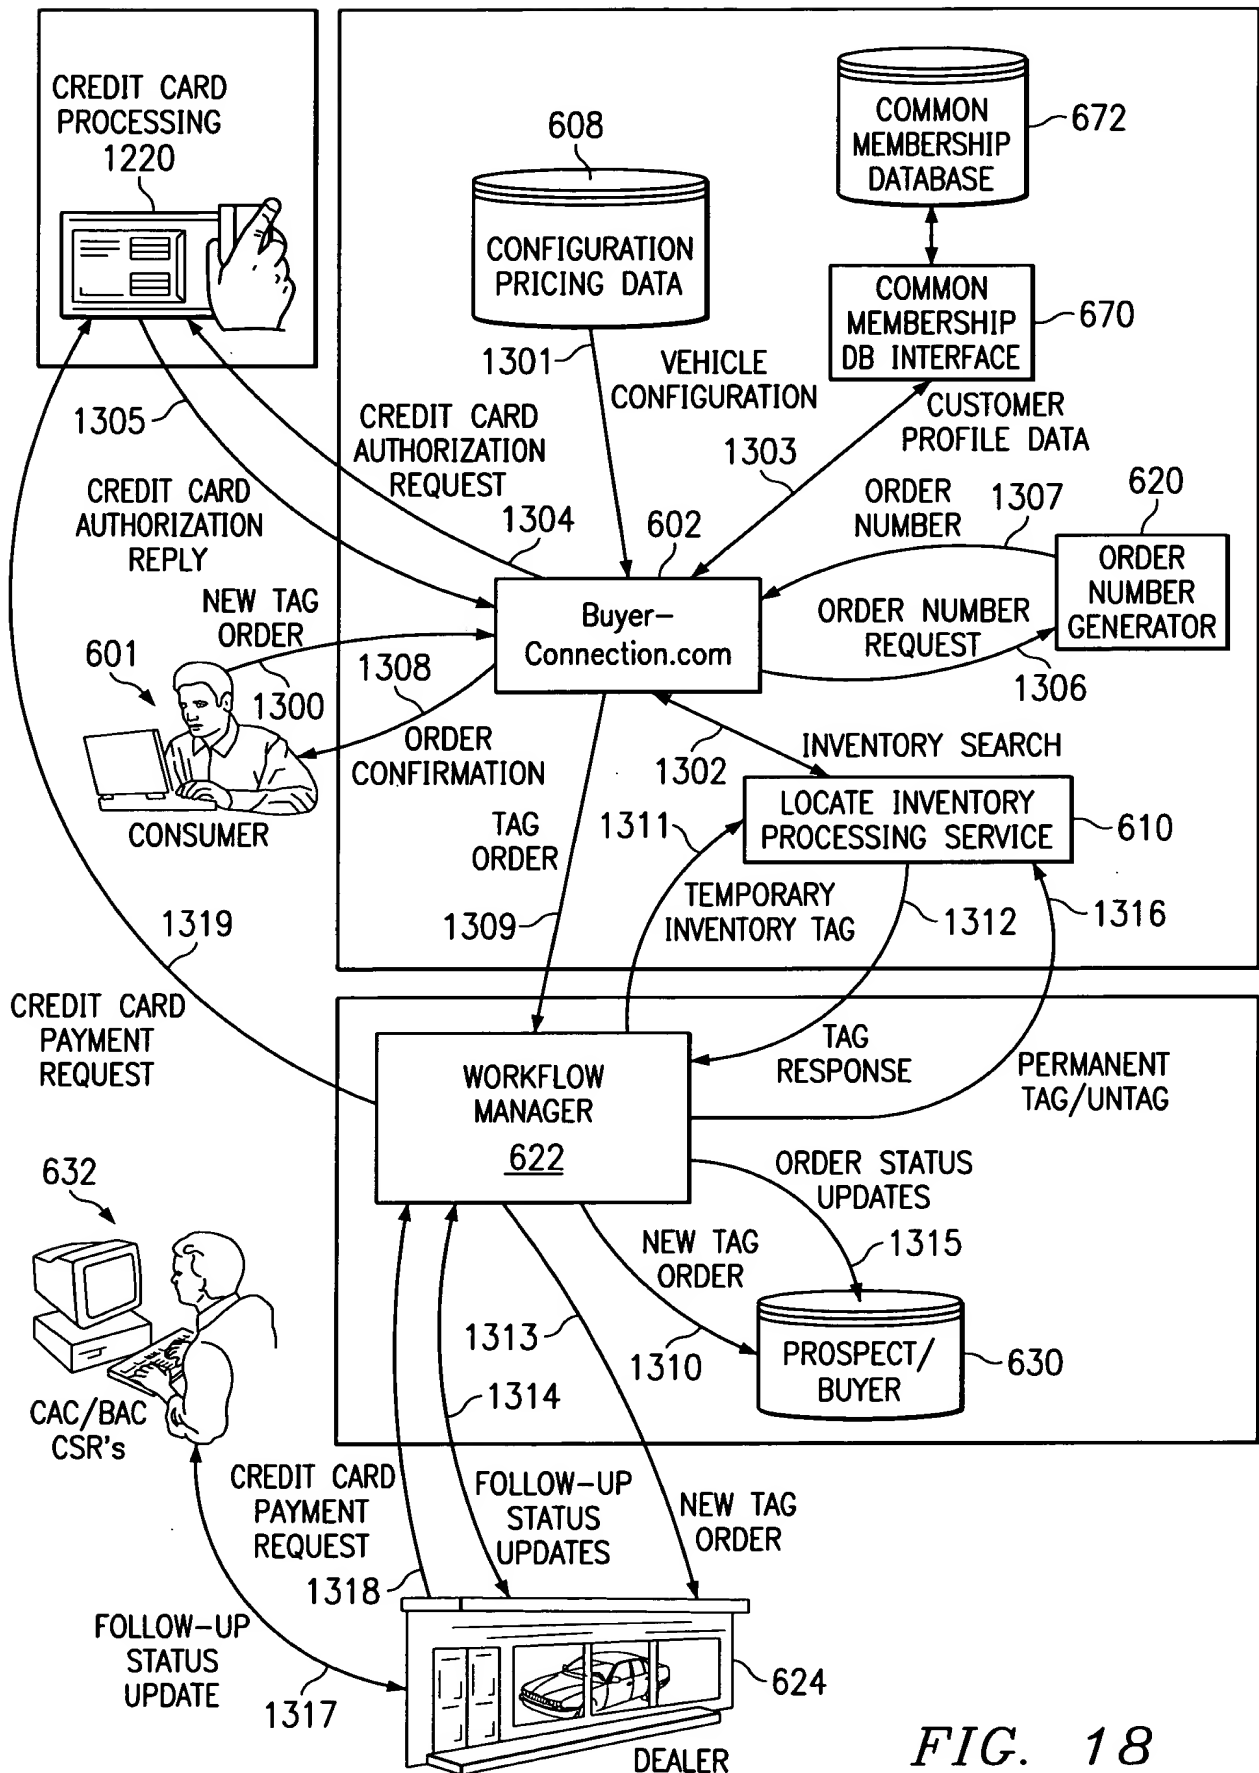 CREDIT CARD
PROCESSING
1220
608
COMMON
MEMBERSHIP
DATABASE
672
CONFIGURATION
PRICING DATA
COMMON
MEMBERSHIP
DB INTERFACE
670
1301
VEHICLE
CONFIGURATION
1305
CREDIT CARD
AUTHORIZATION
REQUEST
CUSTOMER
PROFILE DATA
1303
CREDIT CARD
AUTHORIZATION
REPLY
1304
602
ORDER
NUMBER
1307
620
ORDER
NUMBER
GENERATOR
NEW TAG
ORDER
Buyer-
Connection.com
ORDER NUMBER
REQUEST
1306
601
1300
1308
ORDER
CONFIRMATION
CONSUMER
1302
INVENTORY SEARCH
LOCATE INVENTORY
PROCESSING SERVICE
610
TAG
ORDER
1311
1309
TEMPORARY
INVENTORY TAG
1312
1316
1319
CREDIT CARD
PAYMENT
REQUEST
WORKFLOW
MANAGER
622
TAG
RESPONSE
PERMANENT
TAG/UNTAG
632
ORDER STATUS
UPDATES
NEW TAG
ORDER
1315
1313
1310
PROSPECT/
BUYER
630
1314
CAC/BAC
CSR's
CREDIT CARD
PAYMENT
REQUEST
1318
FOLLOW-UP
STATUS
UPDATES
NEW TAG
ORDER
FOLLOW-UP
STATUS
UPDATE
1317
624
DEALER
FIG. 18